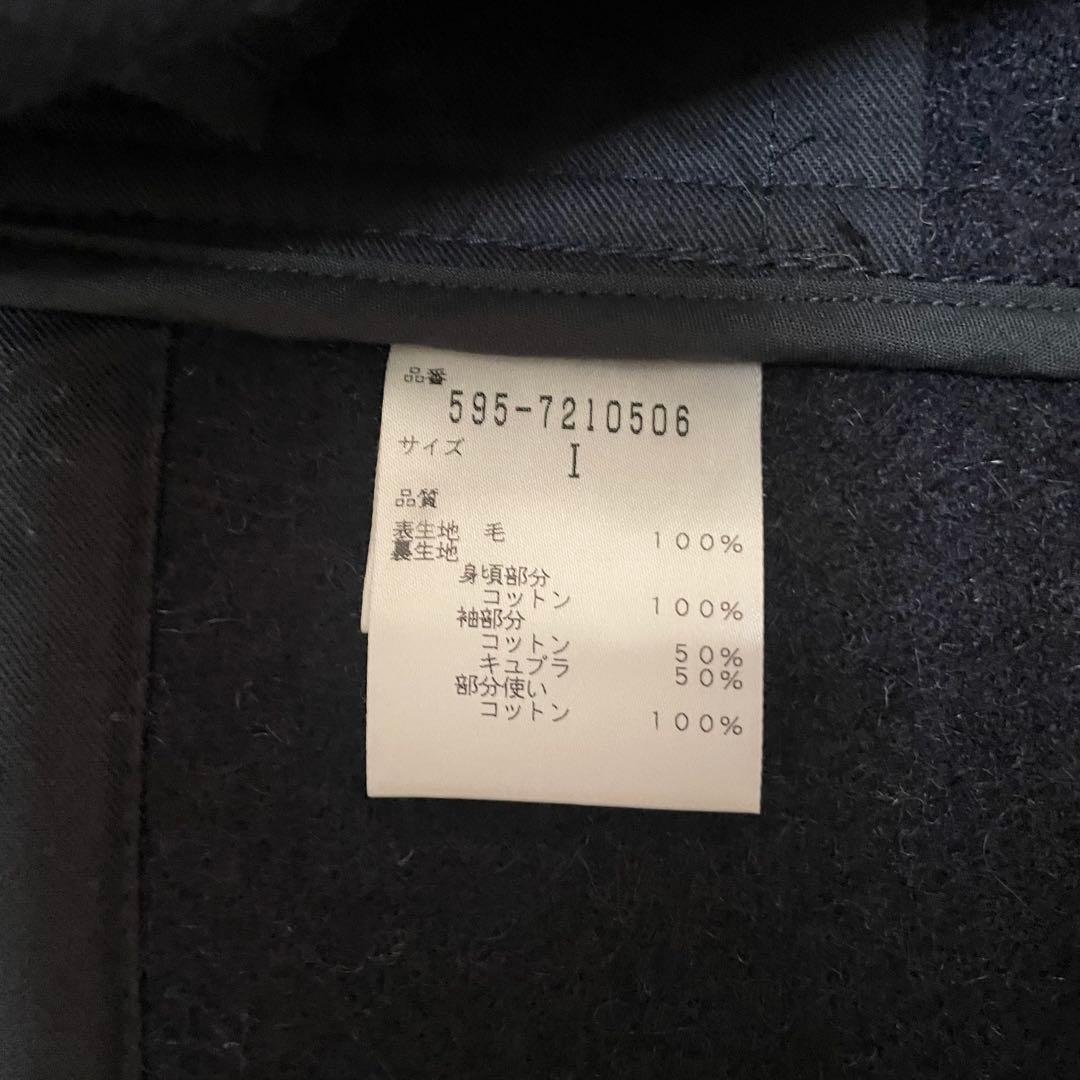 品番
595-7210506
サイズ
I
品質
表生地 毛 100%
裏生地
身頃部分
コットン 100%
袖部分
コットン 50%
キュプラ 50%
部分使い
コットン 100%